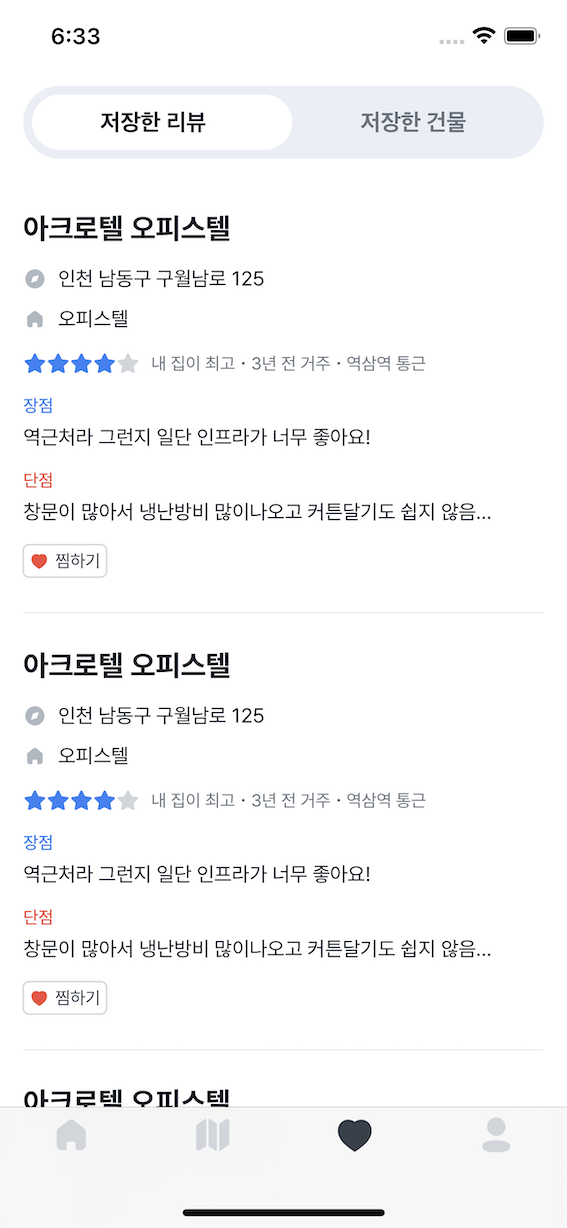 6:33
저장한 리뷰
저장한 건물
아크로텔 오피스텔
인천 남동구 구월남로 125
오피스텔
내 집이 최고 · 3년 전 거주 · 역삼역 통근
장점
역근처라 그런지 일단 인프라가 너무 좋아요!
단점
창문이 많아서 냉난방비 많이나오고 커튼달기도 쉽지 않음...
찜하기
아크로텔 오피스텔
인천 남동구 구월남로 125
오피스텔
내 집이 최고 · 3년 전 거주 · 역삼역 통근
장점
역근처라 그런지 일단 인프라가 너무 좋아요!
단점
창문이 많아서 냉난방비 많이나오고 커튼달기도 쉽지 않음...
찜하기
아크로텔 오피스텔